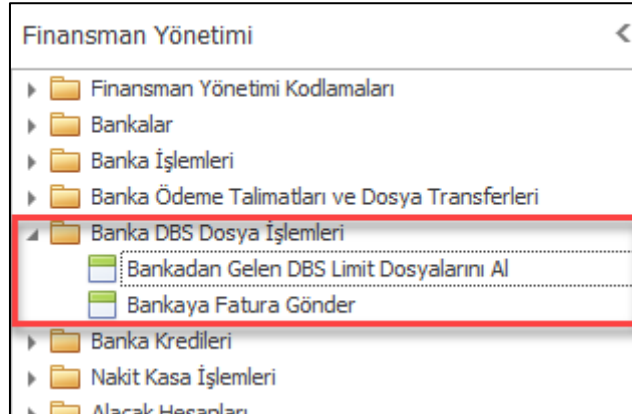 Finansman Yönetimi
Finansman Yönetimi Kodlamaları
Bankalar
Banka İşlemleri
Banka Ödeme Talimatları ve Dosya Transferleri
Banka DBS Dosya İşlemleri
Bankadan Gelen DBS Limit Dosyalarını Al
Bankaya Fatura Gönder
Banka Kredileri
Nakit Kasa İşlemleri
Alacak Hesapları